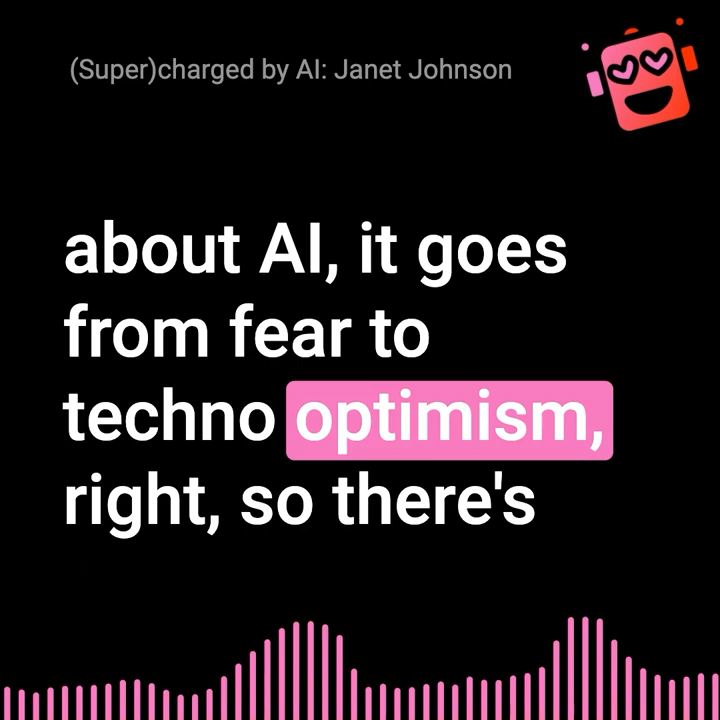 (Super)charged by AI: Janet Johnson
about AI, it goes
from fear to
techno optimism,
right, so there's